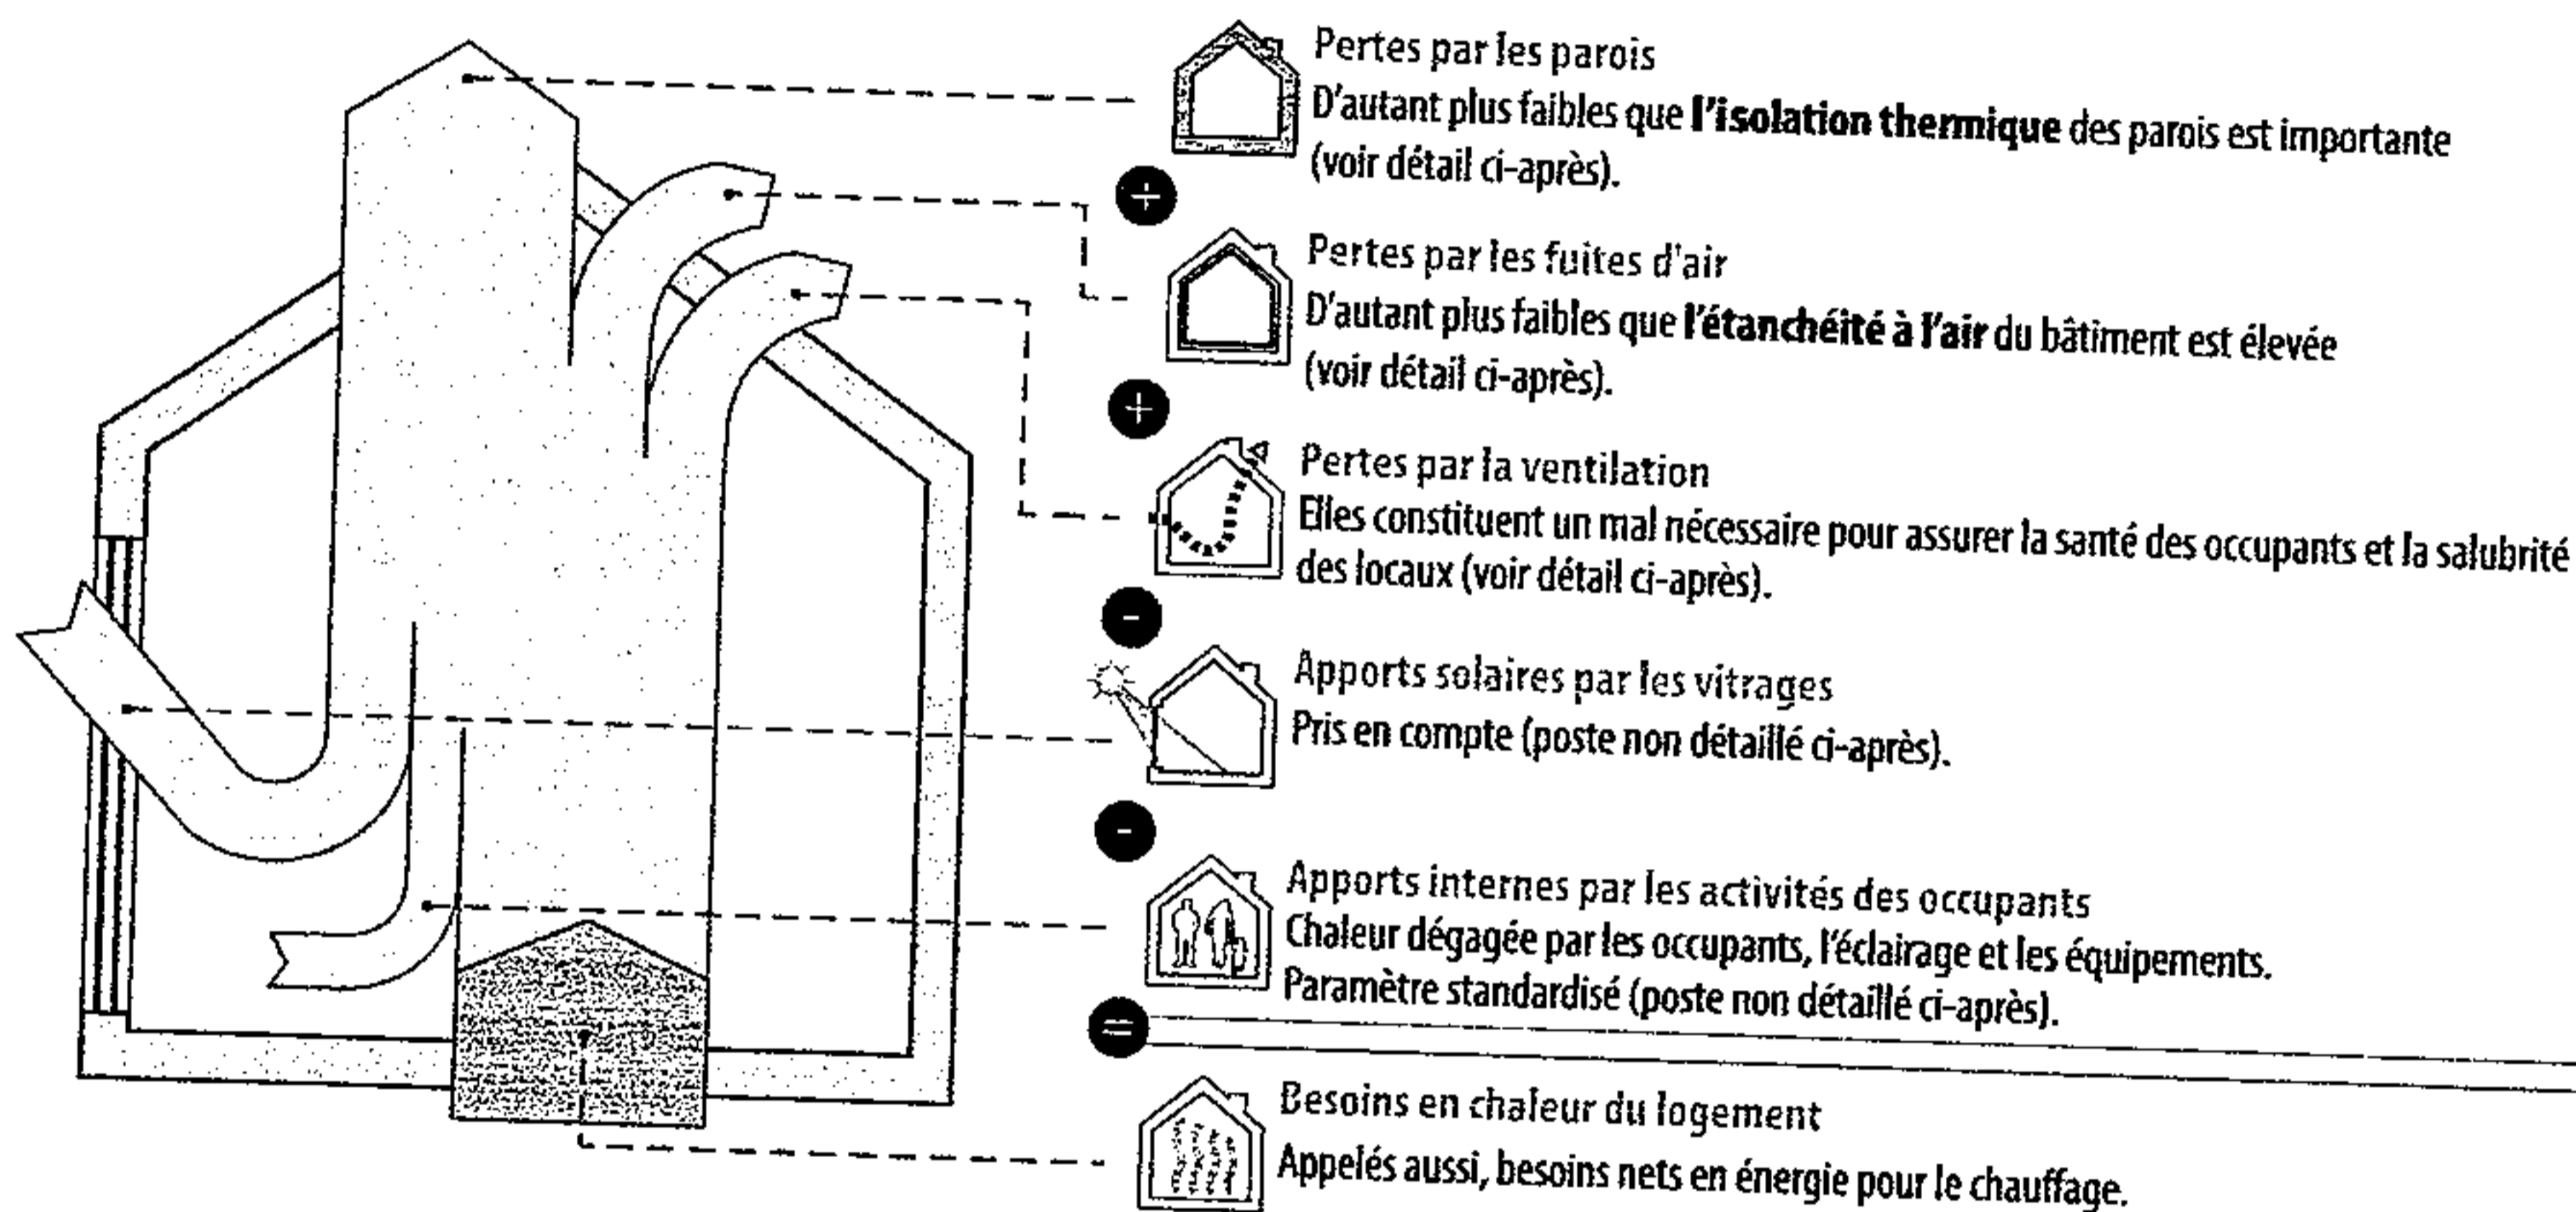 Pertes par les parois
D'autant plus faibles que l'isolation thermique des parois est importante
(voir détail ci-après).
+
Pertes par les fuites d'air
D'autant plus faibles que l'étanchéité à l'air du bâtiment est élevée
(voir détail ci-après).
+
Pertes par la ventilation
Elles constituent un mal nécessaire pour assurer la santé des occupants et la salubrité
des locaux (voir détail ci-après).
-
Apports solaires par les vitrages
Pris en compte (poste non détaillé ci-après).
-
Apports internes par les activités des occupants
Chaleur dégagée par les occupants, l'éclairage et les équipements.
Paramètre standardisé (poste non détaillé ci-après).
=
Besoins en chaleur du logement
Appelés aussi, besoins nets en énergie pour le chauffage.